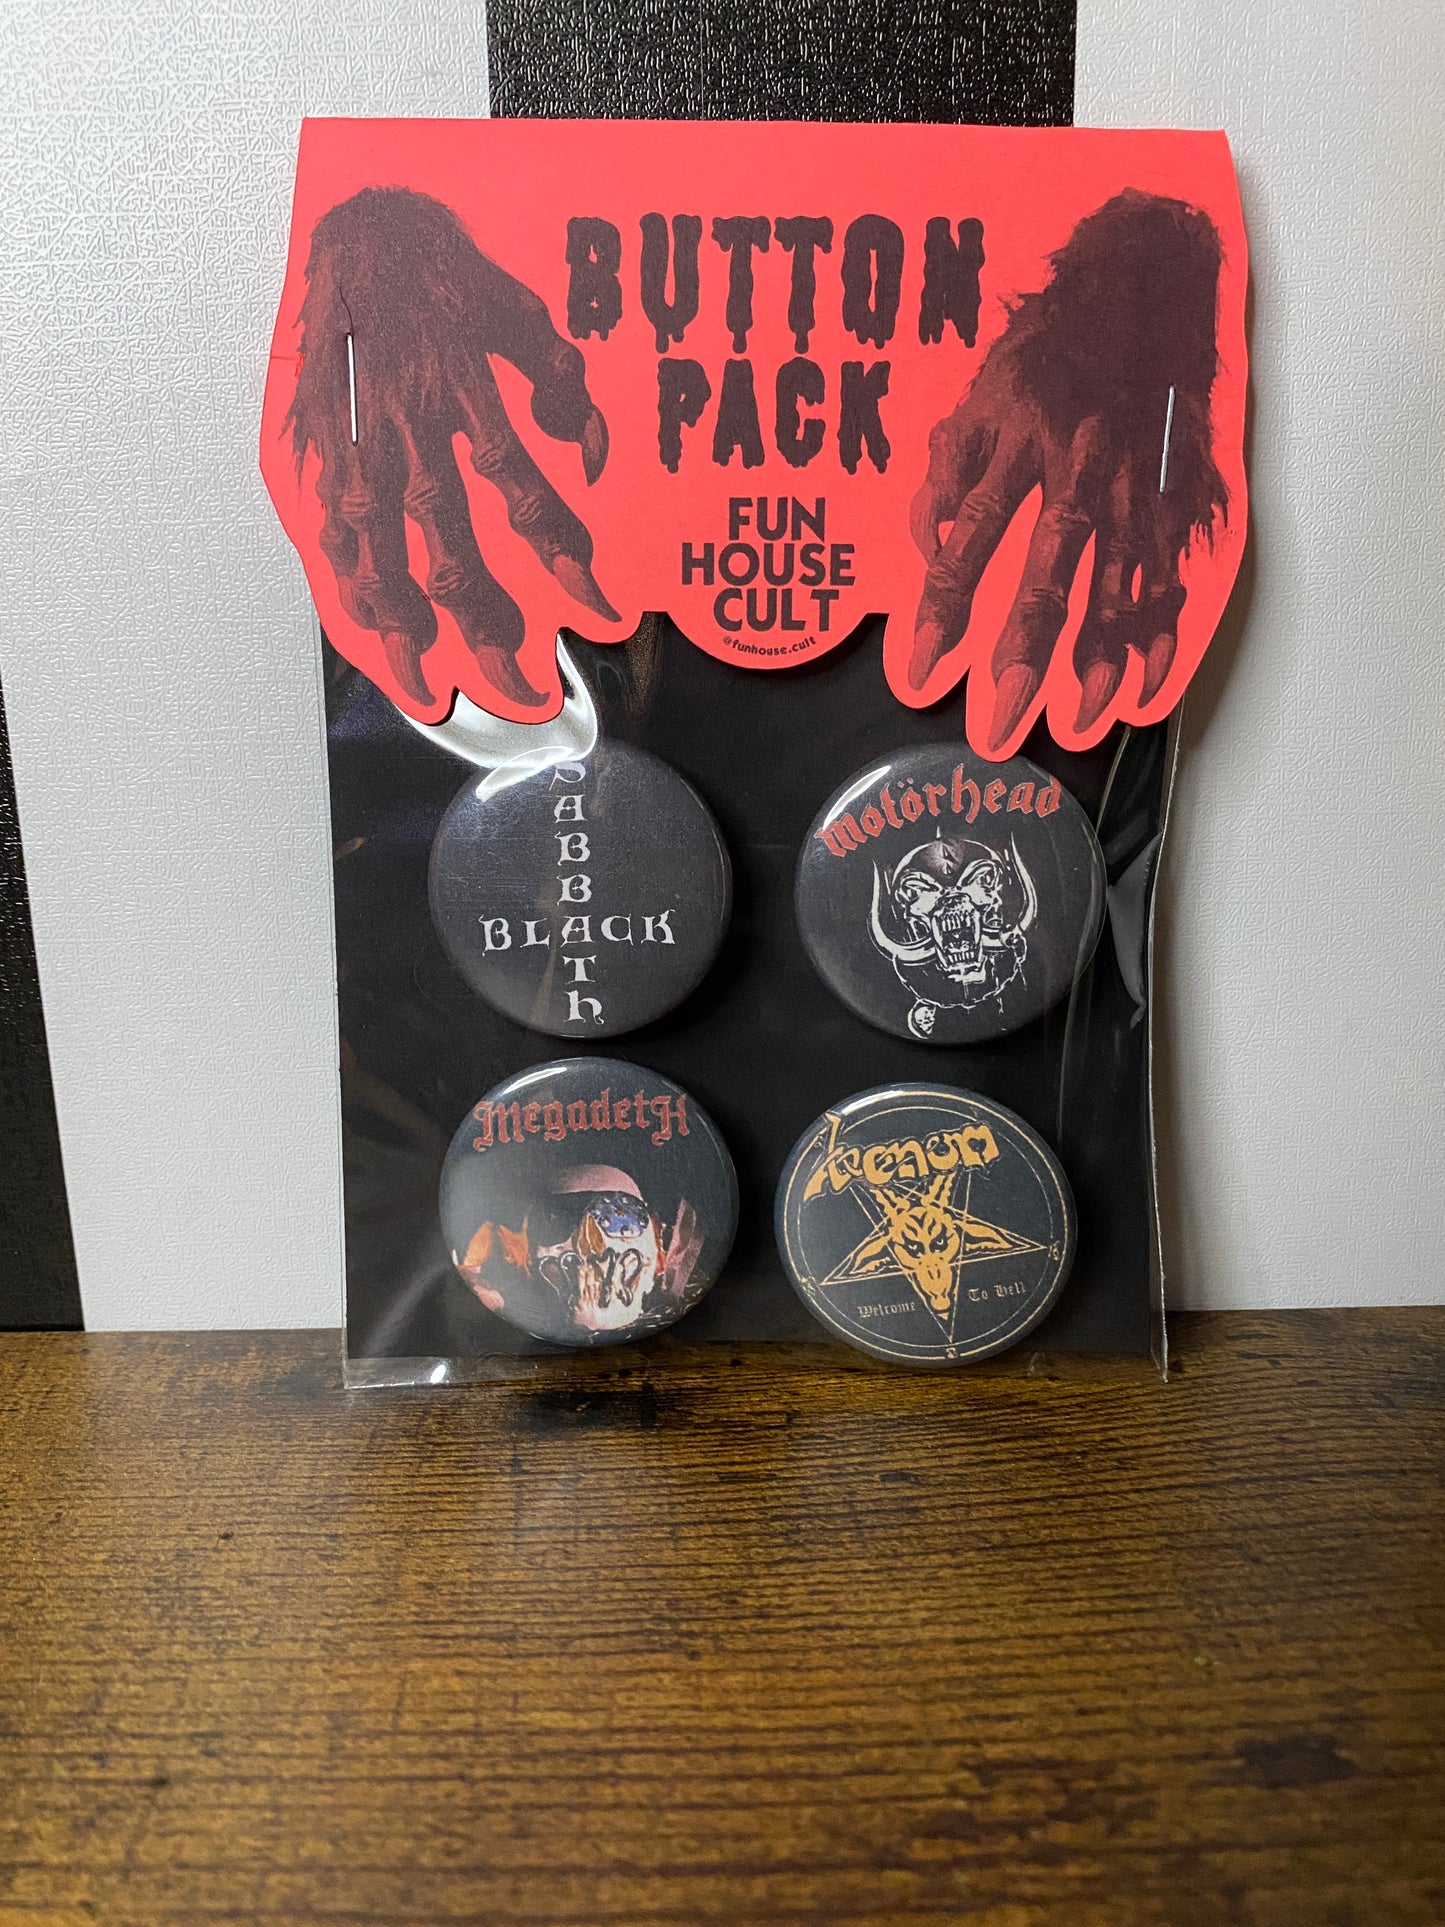 BUTTON
PACK
FUN
HOUSE
CULT
@funhouse.cult
SABBATH
BLACK
Motörhead
Megadeth
Venom
Welcome To Hell